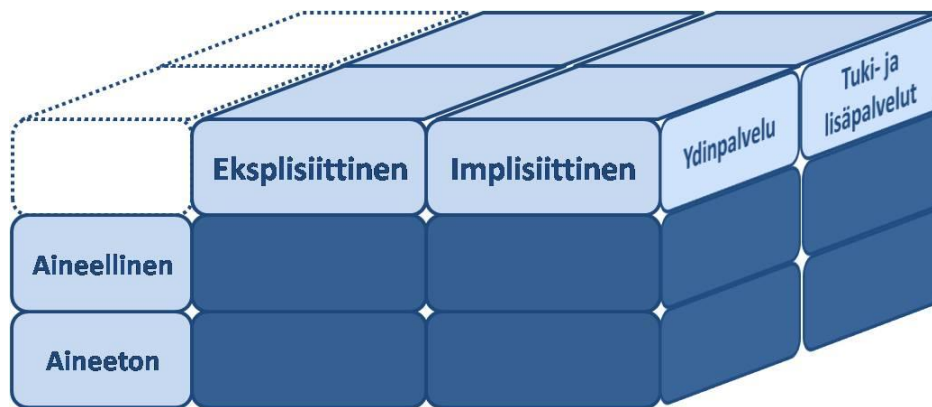 Eksplisiittinen
Implisiittinen
Ydinpalvelu
Tuki- ja
lisäpalvelut
Aineellinen
Aineeton